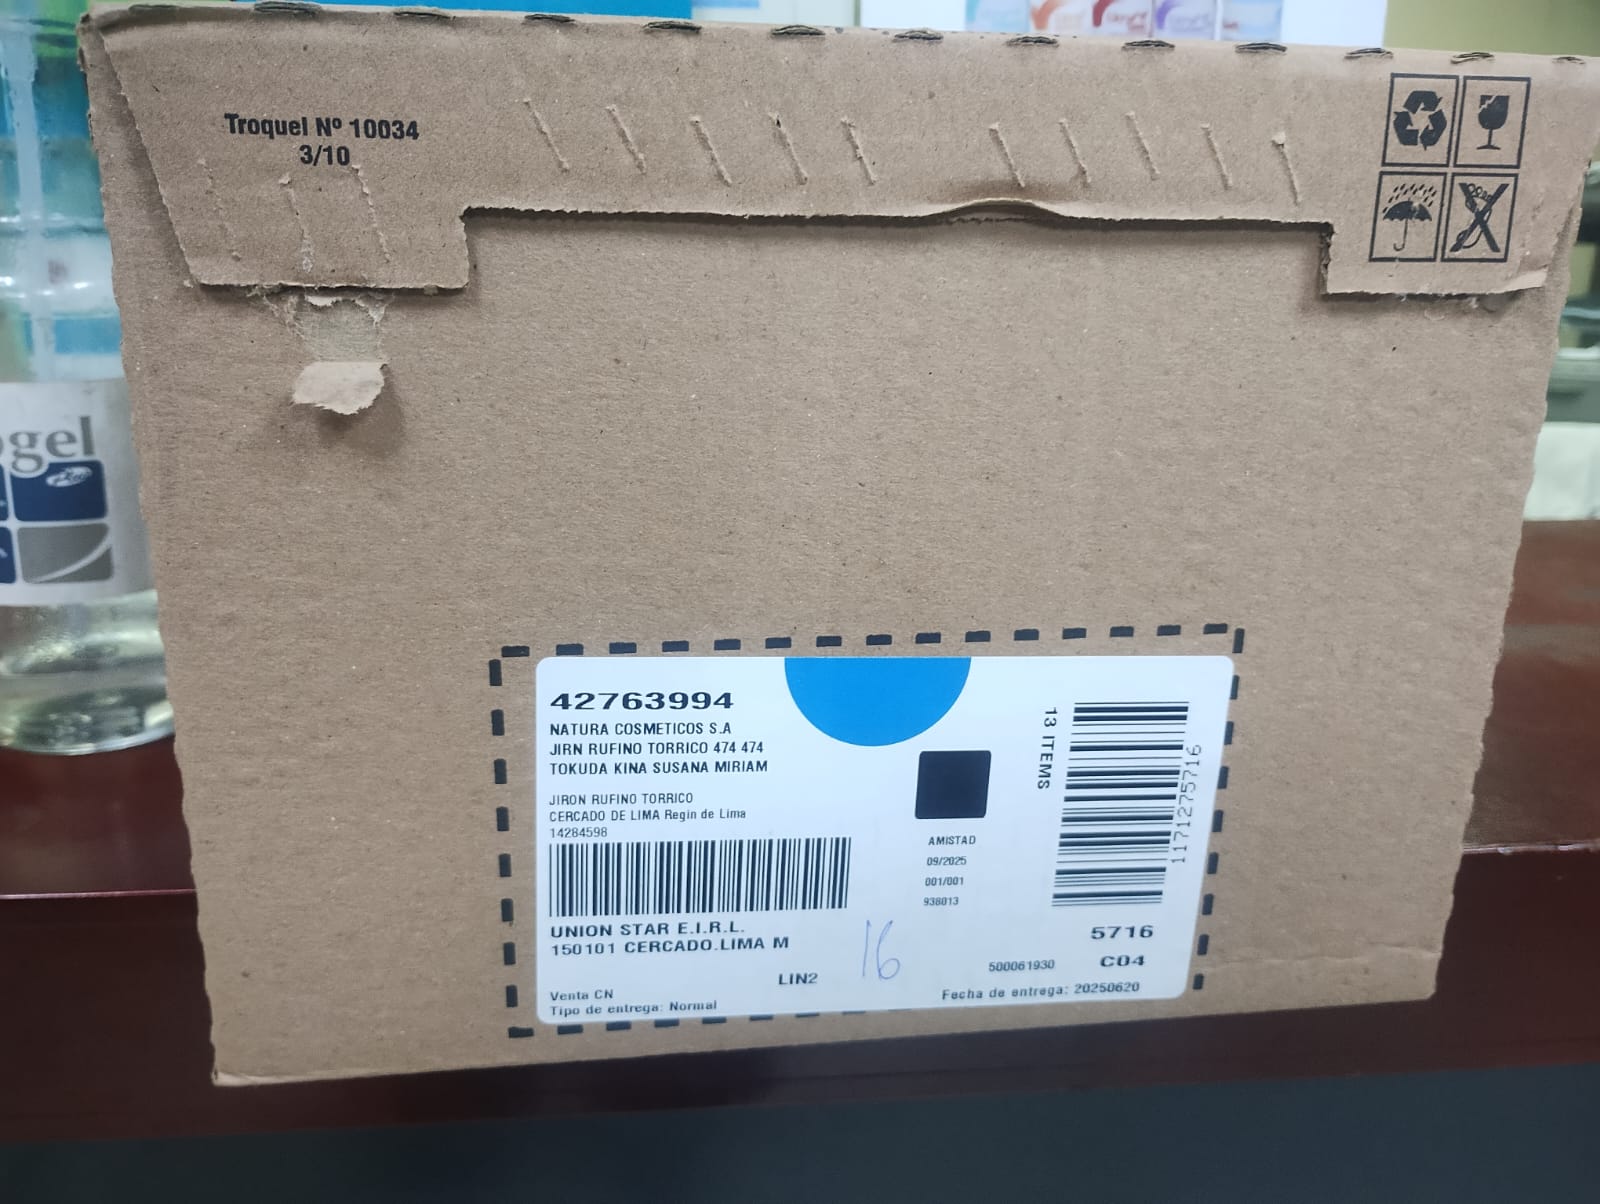 Troquel Nº 10034
3/10
gel
42763994
NATURA COSMETICOS S.A
JIRN RUFINO TORRICO 474 474
TOKUDA KINA SUSANA MIRIAM
JIRON RUFINO TORRICO
CERCADO DE LIMA Regin de Lima
14284598
UNION STAR E.I.R.L.
150101 CERCADO.LIMA M
LIN2
Venta CN
Tipo de entrega: Normal
16
AMISTAD
09/2025
001/001
938013
13 ITEMS
1171275716
5716
C04
500061930
Fecha de entrega: 20250620